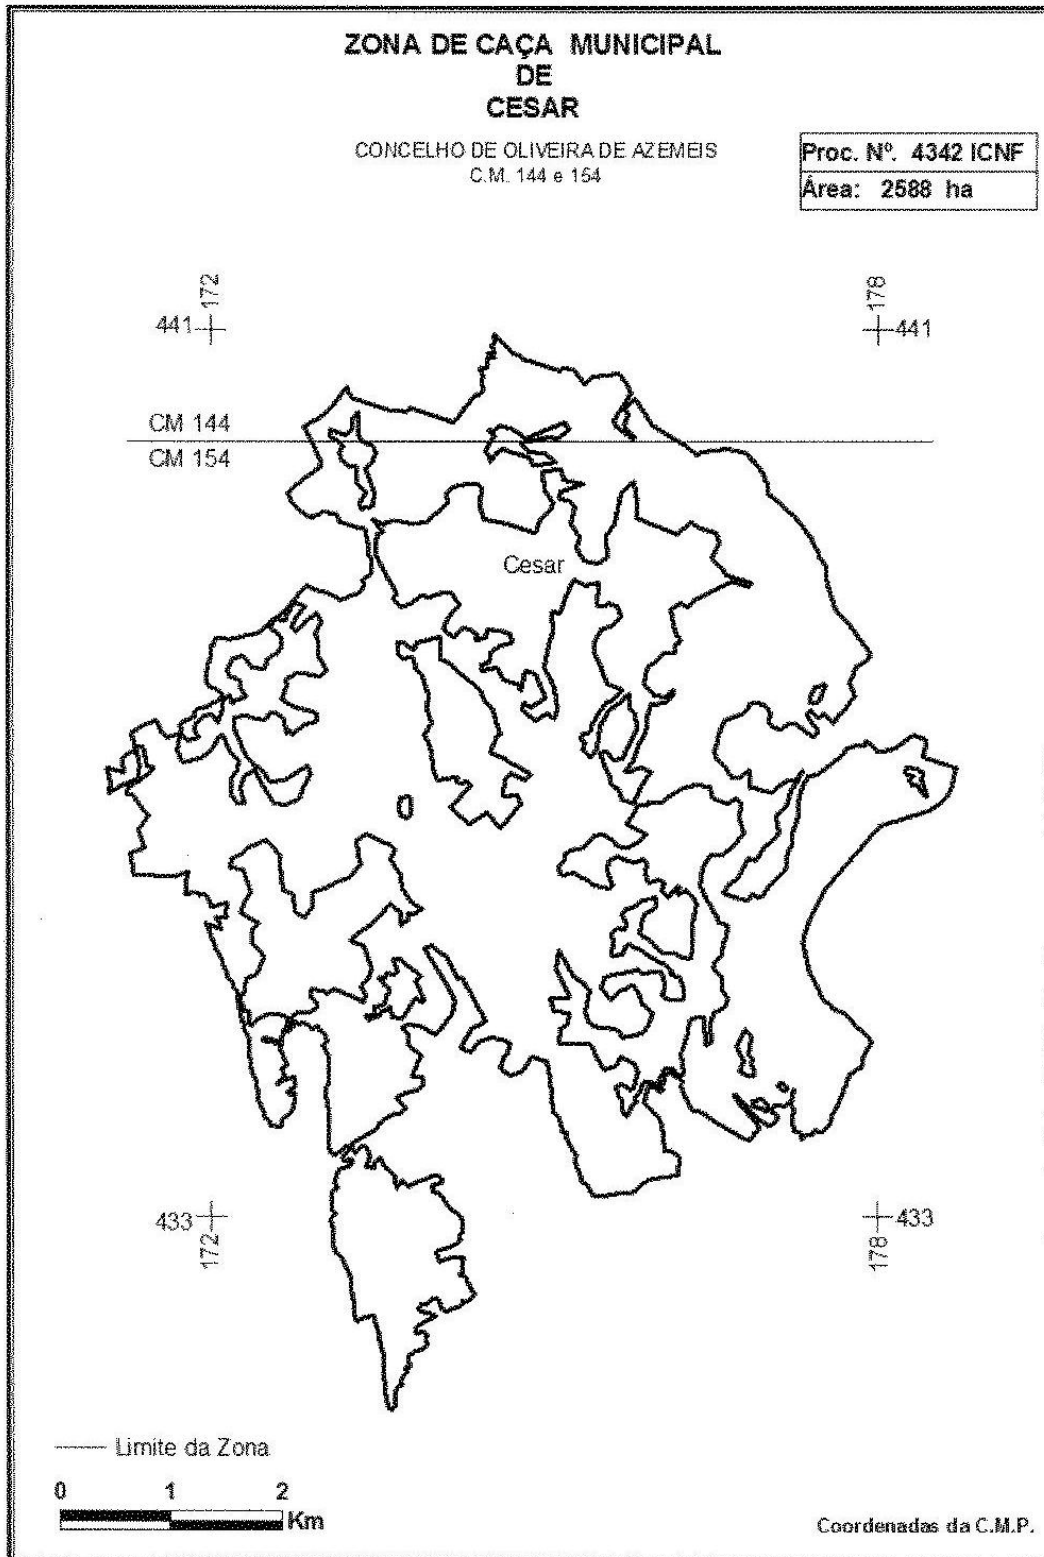 ZONA DE CAÇA MUNICIPAL
DE
CESAR
CONCELHO DE OLIVEIRA DE AZEMEIS
C.M. 144 e 154
Proc. Nº. 4342 ICNF
Área: 2588 ha
172
178
441
441
CM 144
CM 154
Cesar
433
433
172
178
Limite da Zona
0 1 2
Km
Coordenadas da C.M.P.